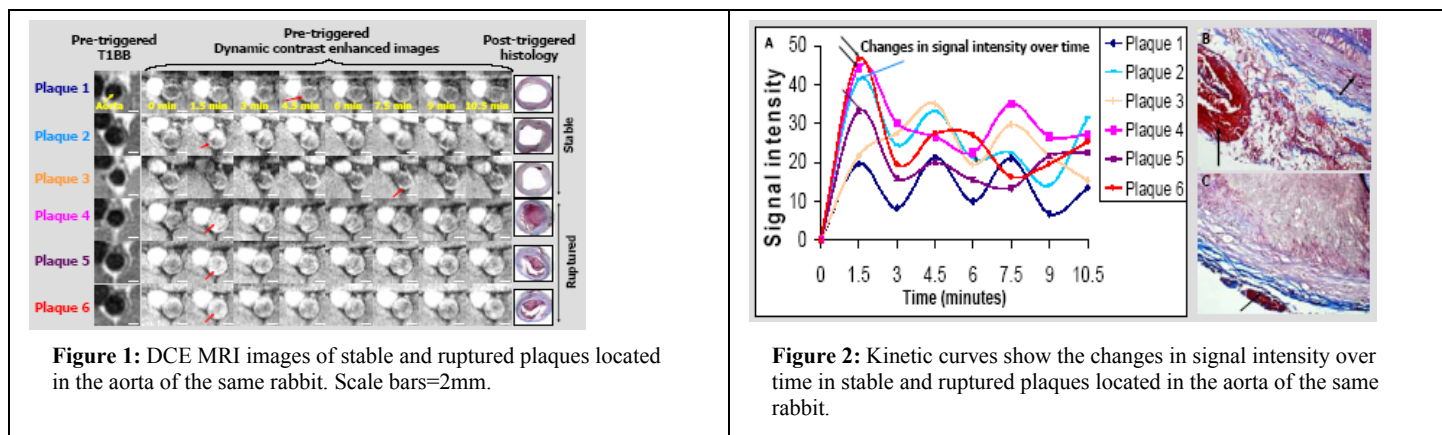 Pre-triggered
T1BB
Pre-triggered
Dynamic contrast enhanced images
Post-triggered
histology
Plaque 1
Aorta
0 min
1.5 min
3 min
4.5 min
6 min
7.5 min
9 min
10.5 min
Plaque 2
Plaque 3
Plaque 4
Plaque 5
Plaque 6
Stable
Ruptured
Figure 1: DCE MRI images of stable and ruptured plaques located
in the aorta of the same rabbit. Scale bars=2mm.
A
Changes in signal intensity over time
Signal intensity
50
40
30
20
10
0
0 1.5 3 4.5 6 7.5 9 10.5
Time (minutes)
Plaque 1
Plaque 2
Plaque 3
Plaque 4
Plaque 5
Plaque 6
B
C
Figure 2: Kinetic curves show the changes in signal intensity over
time in stable and ruptured plaques located in the aorta of the same
rabbit.